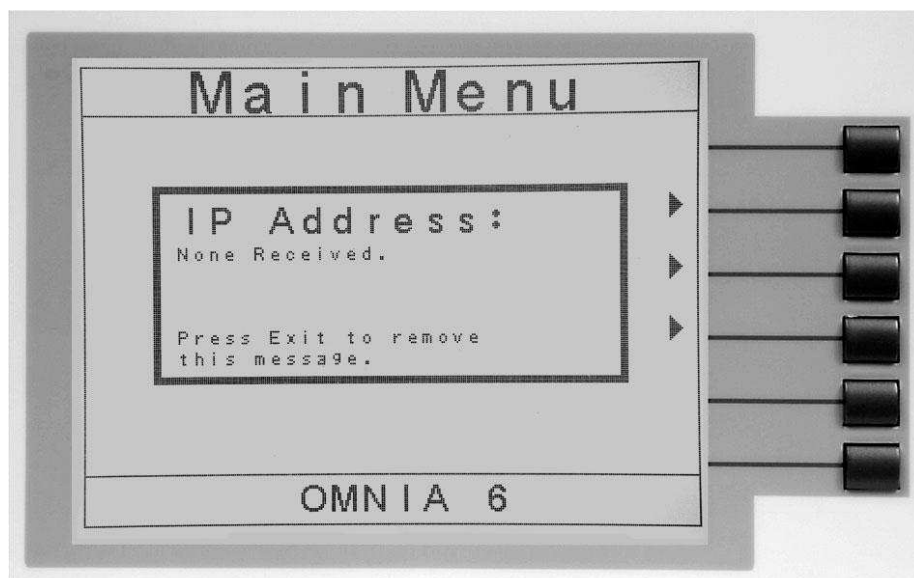 Main Menu
IP Address:
None Received.
Press Exit to remove
this message.
OMNIA 6